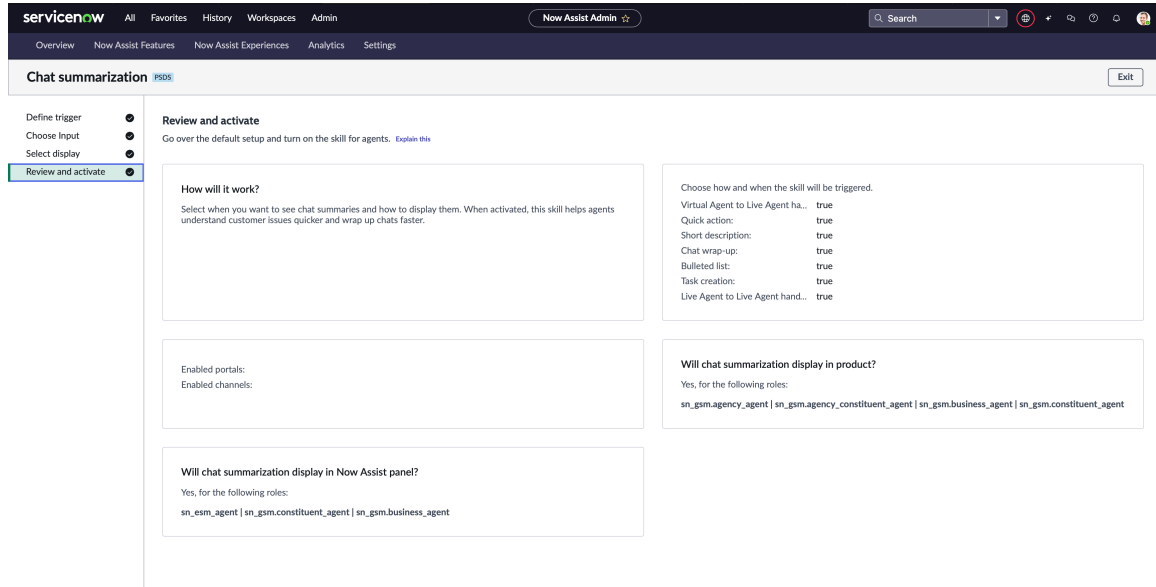 servicenow All Favorites History Workspaces Admin Now Assist Admin Search
Overview Now Assist Features Now Assist Experiences Analytics Settings
Chat summarization PSDS Exit
Define trigger
Choose Input
Select display
Review and activate
Review and activate
Go over the default setup and turn on the skill for agents. Explain this
How will it work?
Select when you want to see chat summaries and how to display them. When activated, this skill helps agents
understand customer issues quicker and wrap up chats faster.
Choose how and when the skill will be triggered.
Virtual Agent to Live Agent ha... true
Quick action: true
Short description: true
Chat wrap-up: true
Bulleted list: true
Task creation: true
Live Agent to Live Agent hand... true
Enabled portals:
Enabled channels:
Will chat summarization display in product?
Yes, for the following roles:
sn_gsm.agency_agent | sn_gsm.agency_constituent_agent | sn_gsm.business_agent | sn_gsm.constituent_agent
Will chat summarization display in Now Assist panel?
Yes, for the following roles:
sn_esm_agent | sn_gsm.constituent_agent | sn_gsm.business_agent